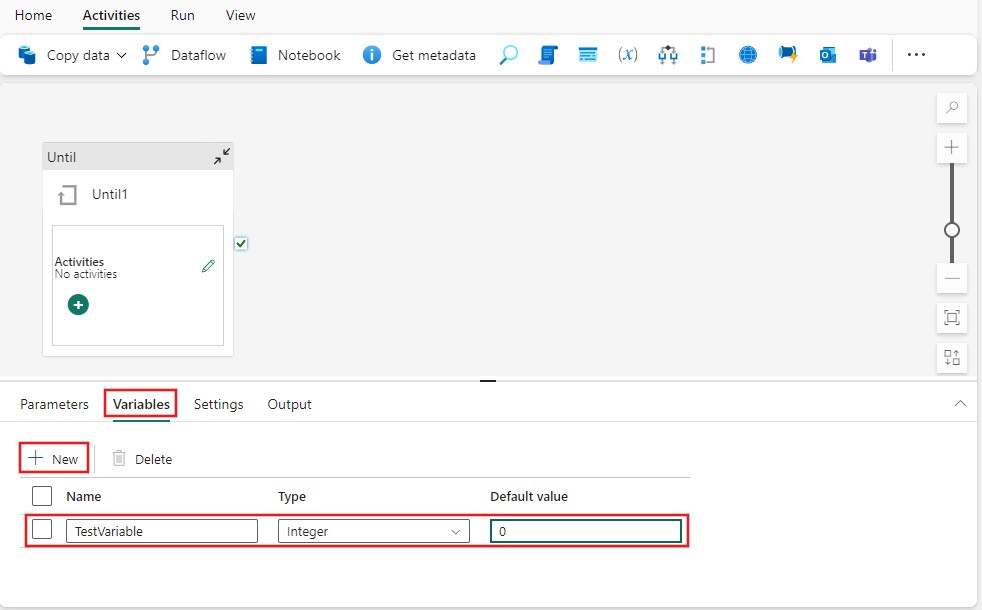 Home Activities Run View
Copy data Dataflow Notebook Get metadata (x)
Until
Until1
Activities
No activities
Parameters Variables Settings Output
New Delete
Name Type Default value
TestVariable Integer 0